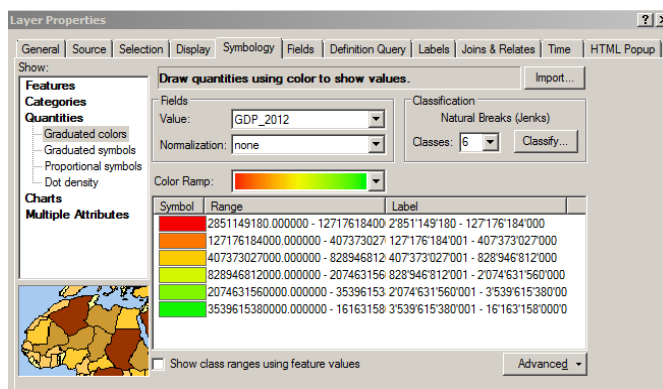 Layer Properties
General Source Selection Display Symbology Fields Definition Query Labels Joins & Relates Time HTML Popup
Show:
Features
Categories
Quantities
Graduated colors
Graduated symbols
Proportional symbols
Dot density
Charts
Multiple Attributes
Draw quantities using color to show values.
Import...
Fields
Value: GDP_2012
Normalization: none
Classification
Natural Breaks (Jenks)
Classes: 6 Classify...
Color Ramp:
Symbol Range Label
2851149180.000000 - 12717618400 2'851'149'180 - 127'176'184'000
127176184000.000000 - 407373027 127'176'184'001 - 407'373'027'000
407373027000.000000 - 828946812 407'373'027'001 - 828'946'812'000
828946812000.000000 - 207463156 828'946'812'001 - 2'074'631'560'000
2074631560000.000000 - 35396153 2'074'631'560'001 - 3'539'615'380'00
3539615380000.000000 - 16163158 3'539'615'380'001 - 16'163'158'000'0
Show class ranges using feature values
Advanced